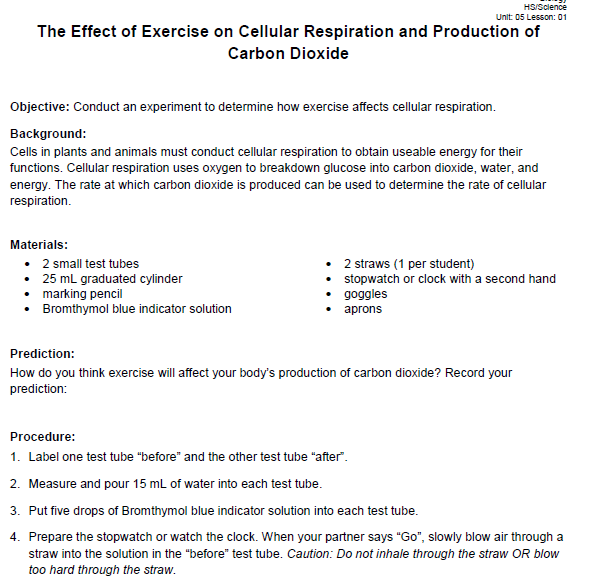 Biology
HS/Science
Unit: 05 Lesson: 01
The Effect of Exercise on Cellular Respiration and Production of
Carbon Dioxide
Objective: Conduct an experiment to determine how exercise affects cellular respiration.
Background:
Cells in plants and animals must conduct cellular respiration to obtain useable energy for their
functions. Cellular respiration uses oxygen to breakdown glucose into carbon dioxide, water, and
energy. The rate at which carbon dioxide is produced can be used to determine the rate of cellular
respiration.
Materials:
• 2 small test tubes
• 25 mL graduated cylinder
• marking pencil
• Bromthymol blue indicator solution
• 2 straws (1 per student)
• stopwatch or clock with a second hand
• goggles
• aprons
Prediction:
How do you think exercise will affect your body's production of carbon dioxide? Record your
prediction:
Procedure:
1. Label one test tube “before” and the other test tube “after”.
2. Measure and pour 15 mL of water into each test tube.
3. Put five drops of Bromthymol blue indicator solution into each test tube.
4. Prepare the stopwatch or watch the clock. When your partner says “Go”, slowly blow air through a
straw into the solution in the “before” test tube. Caution: Do not inhale through the straw OR blow
too hard through the straw.